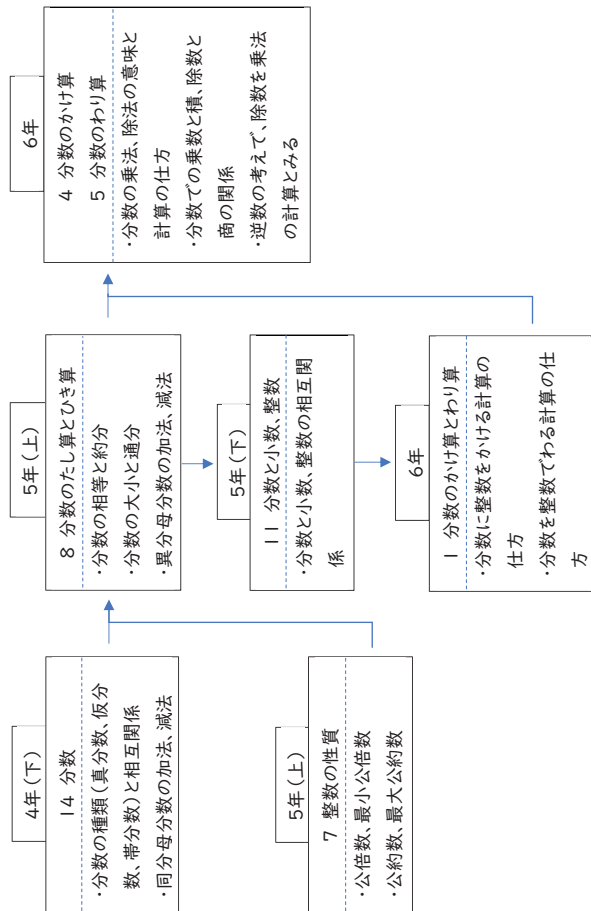 4年(下)
14 分数
・分数の種類(真分数、仮分
数、帯分数)と相互関係
・同分母分数の加法、減法
5年(上)
7 整数の性質
・公倍数、最小公倍数
・公約数、最大公約数
5年(上)
8 分数のたし算とひき算
・分数の相等と約分
・分数の大小と通分
・異分母分数の加法、減法
5年(下)
11 分数と小数、整数
・分数と小数、整数の相互関
係
6年
1 分数のかけ算とわり算
・分数に整数をかける計算の
仕方
・分数を整数でわる計算の仕
方
6年
4 分数のかけ算
5 分数のわり算
・分数の乗法、除法の意味と
計算の仕方
・分数での乗数と積、除数と
商の関係
・逆数の考えで、除数を乗法
の計算とみる